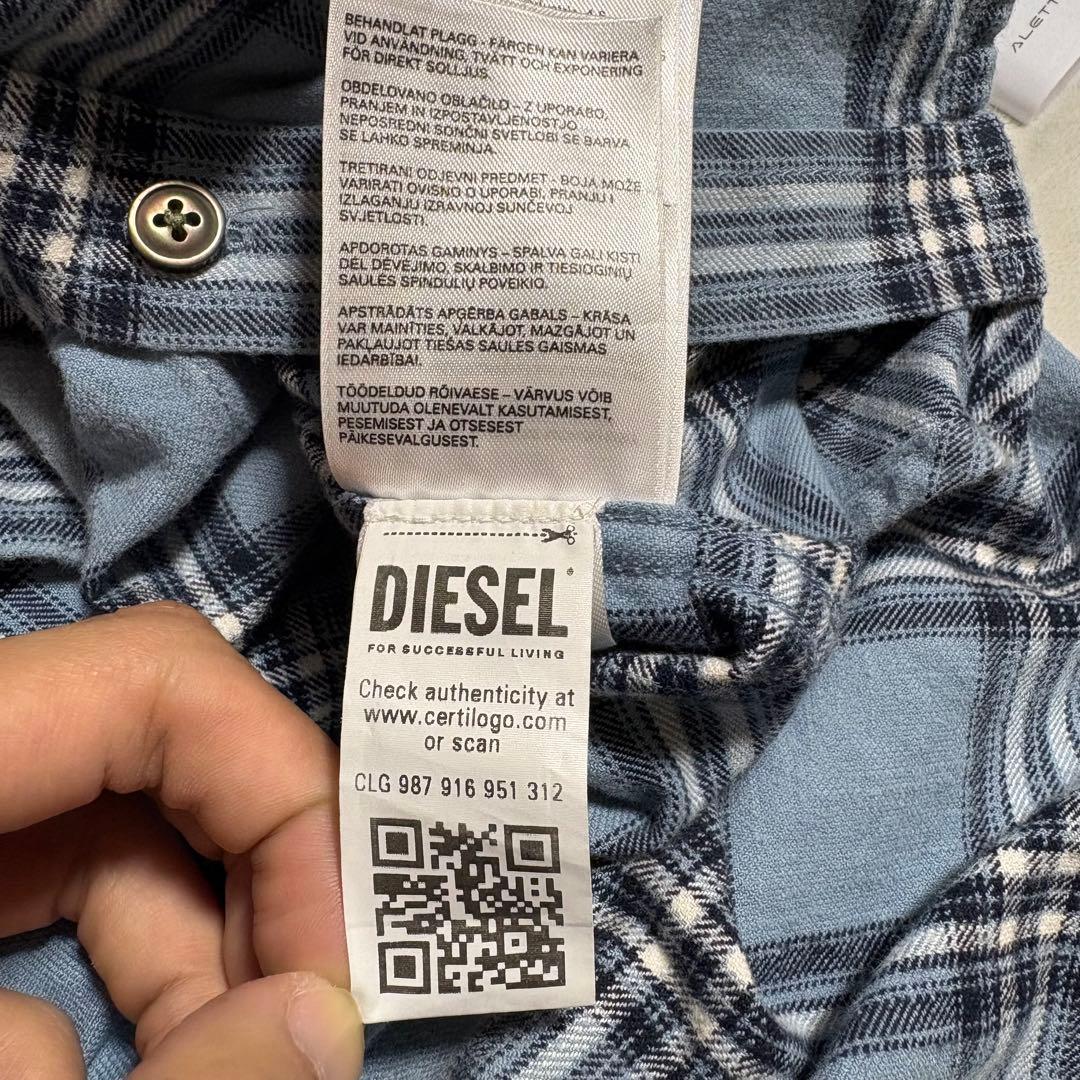 BEHANDLAT PLAGG - FÄRGEN KAN VARIERA
VID ANVÄNDNING, TVÄTT OCH EXPONERING
FÖR DIREKT SOLLJUS.
OBDELOVANO OBLAČILO – Z UPORABO,
PRANJEM IN IZPOSTAVLJENOSTJO
NEPOSREDNI SONČNI SVETLOBI SE BARVA
SE LAHKO SPREMINJA.
TRETIRANI ODJEVNI PREDMET - BOJA MOŽE
VARIRATI OVISNO O UPORABI, PRANJU I
IZLAGANJU IZRAVNOJ SUNČEVOJ
SVJETLOSTI.
APDOROTAS GAMINYS – SPALVA GALI KISTI
DĖL DĖVĖJIMO, SKALBIMO IR TIESIOGINIŲ
SAULĖS SPINDULIŲ POVEIKIO.
APSTRĀDĀTS APĢĒRBA GABALS – KRĀSA
VAR MAINĪTIES, VALKĀJOT, MAZGĀJOT UN
PAKĻAUJOT TIEŠAS SAULES GAISMAS
IEDARBĪBAI.
TÖÖDELDUD RÕIVAESE – VÄRVUS VÕIB
MUUTUDA OLENEVALT KASUTAMISEST,
PESEMISEST JA OTSESEST
PÄIKESEVALGUSEST.
DIESEL
FOR SUCCESSFUL LIVING
Check authenticity at
www.certilogo.com
or scan
CLG 987 916 951 312
ALETT